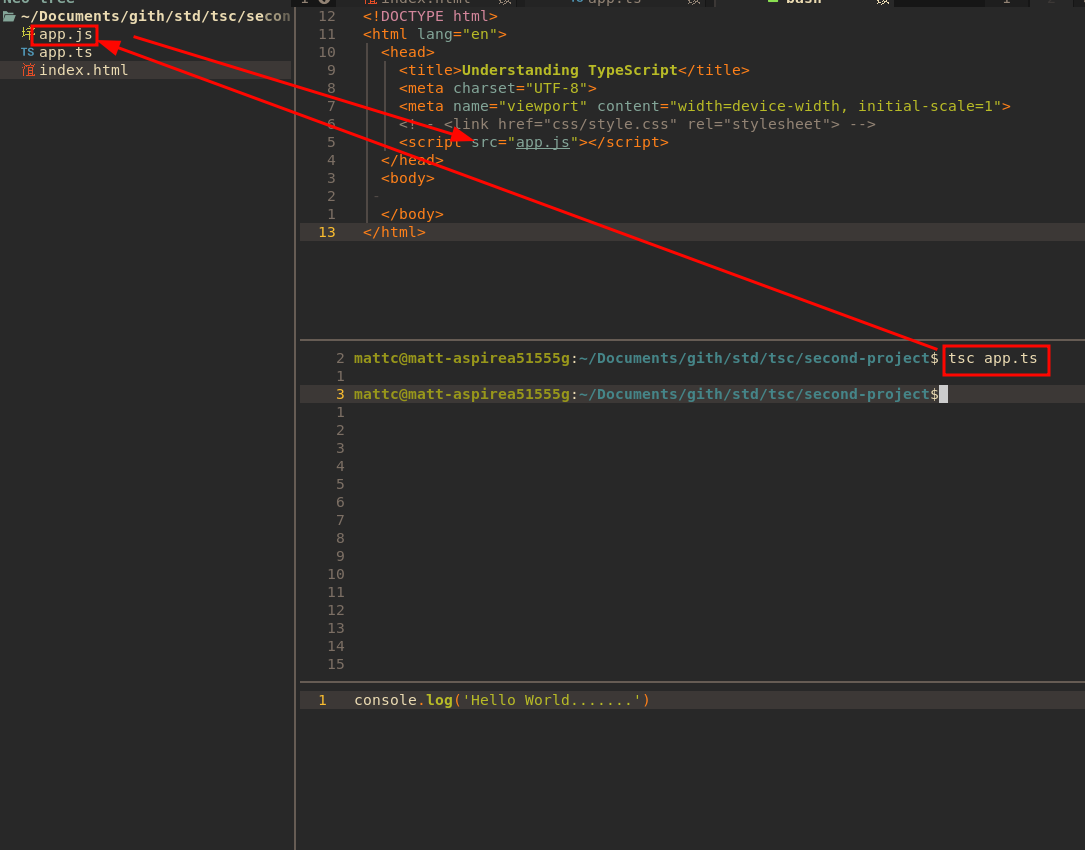 Neo-tree
~/Documents/gith/std/tsc/secon
app.js
TS app.ts
index.html
index.html app.ts bash
12 <!DOCTYPE html>
11 <html lang="en">
10 <head>
9 <title>Understanding TypeScript</title>
8 <meta charset="UTF-8">
7 <meta name="viewport" content="width=device-width, initial-scale=1">
6 <!-- <link href="css/style.css" rel="stylesheet"> -->
5 <script src="app.js"></script>
4 </head>
3 <body>
2 -
1 </body>
13 </html>
2 mattc@matt-aspirea51555g:~/Documents/gith/std/tsc/second-project$ tsc app.ts
1
3 mattc@matt-aspirea51555g:~/Documents/gith/std/tsc/second-project$
1
2
3
4
5
6
7
8
9
10
11
12
13
14
15
1 console.log('Hello World.......')